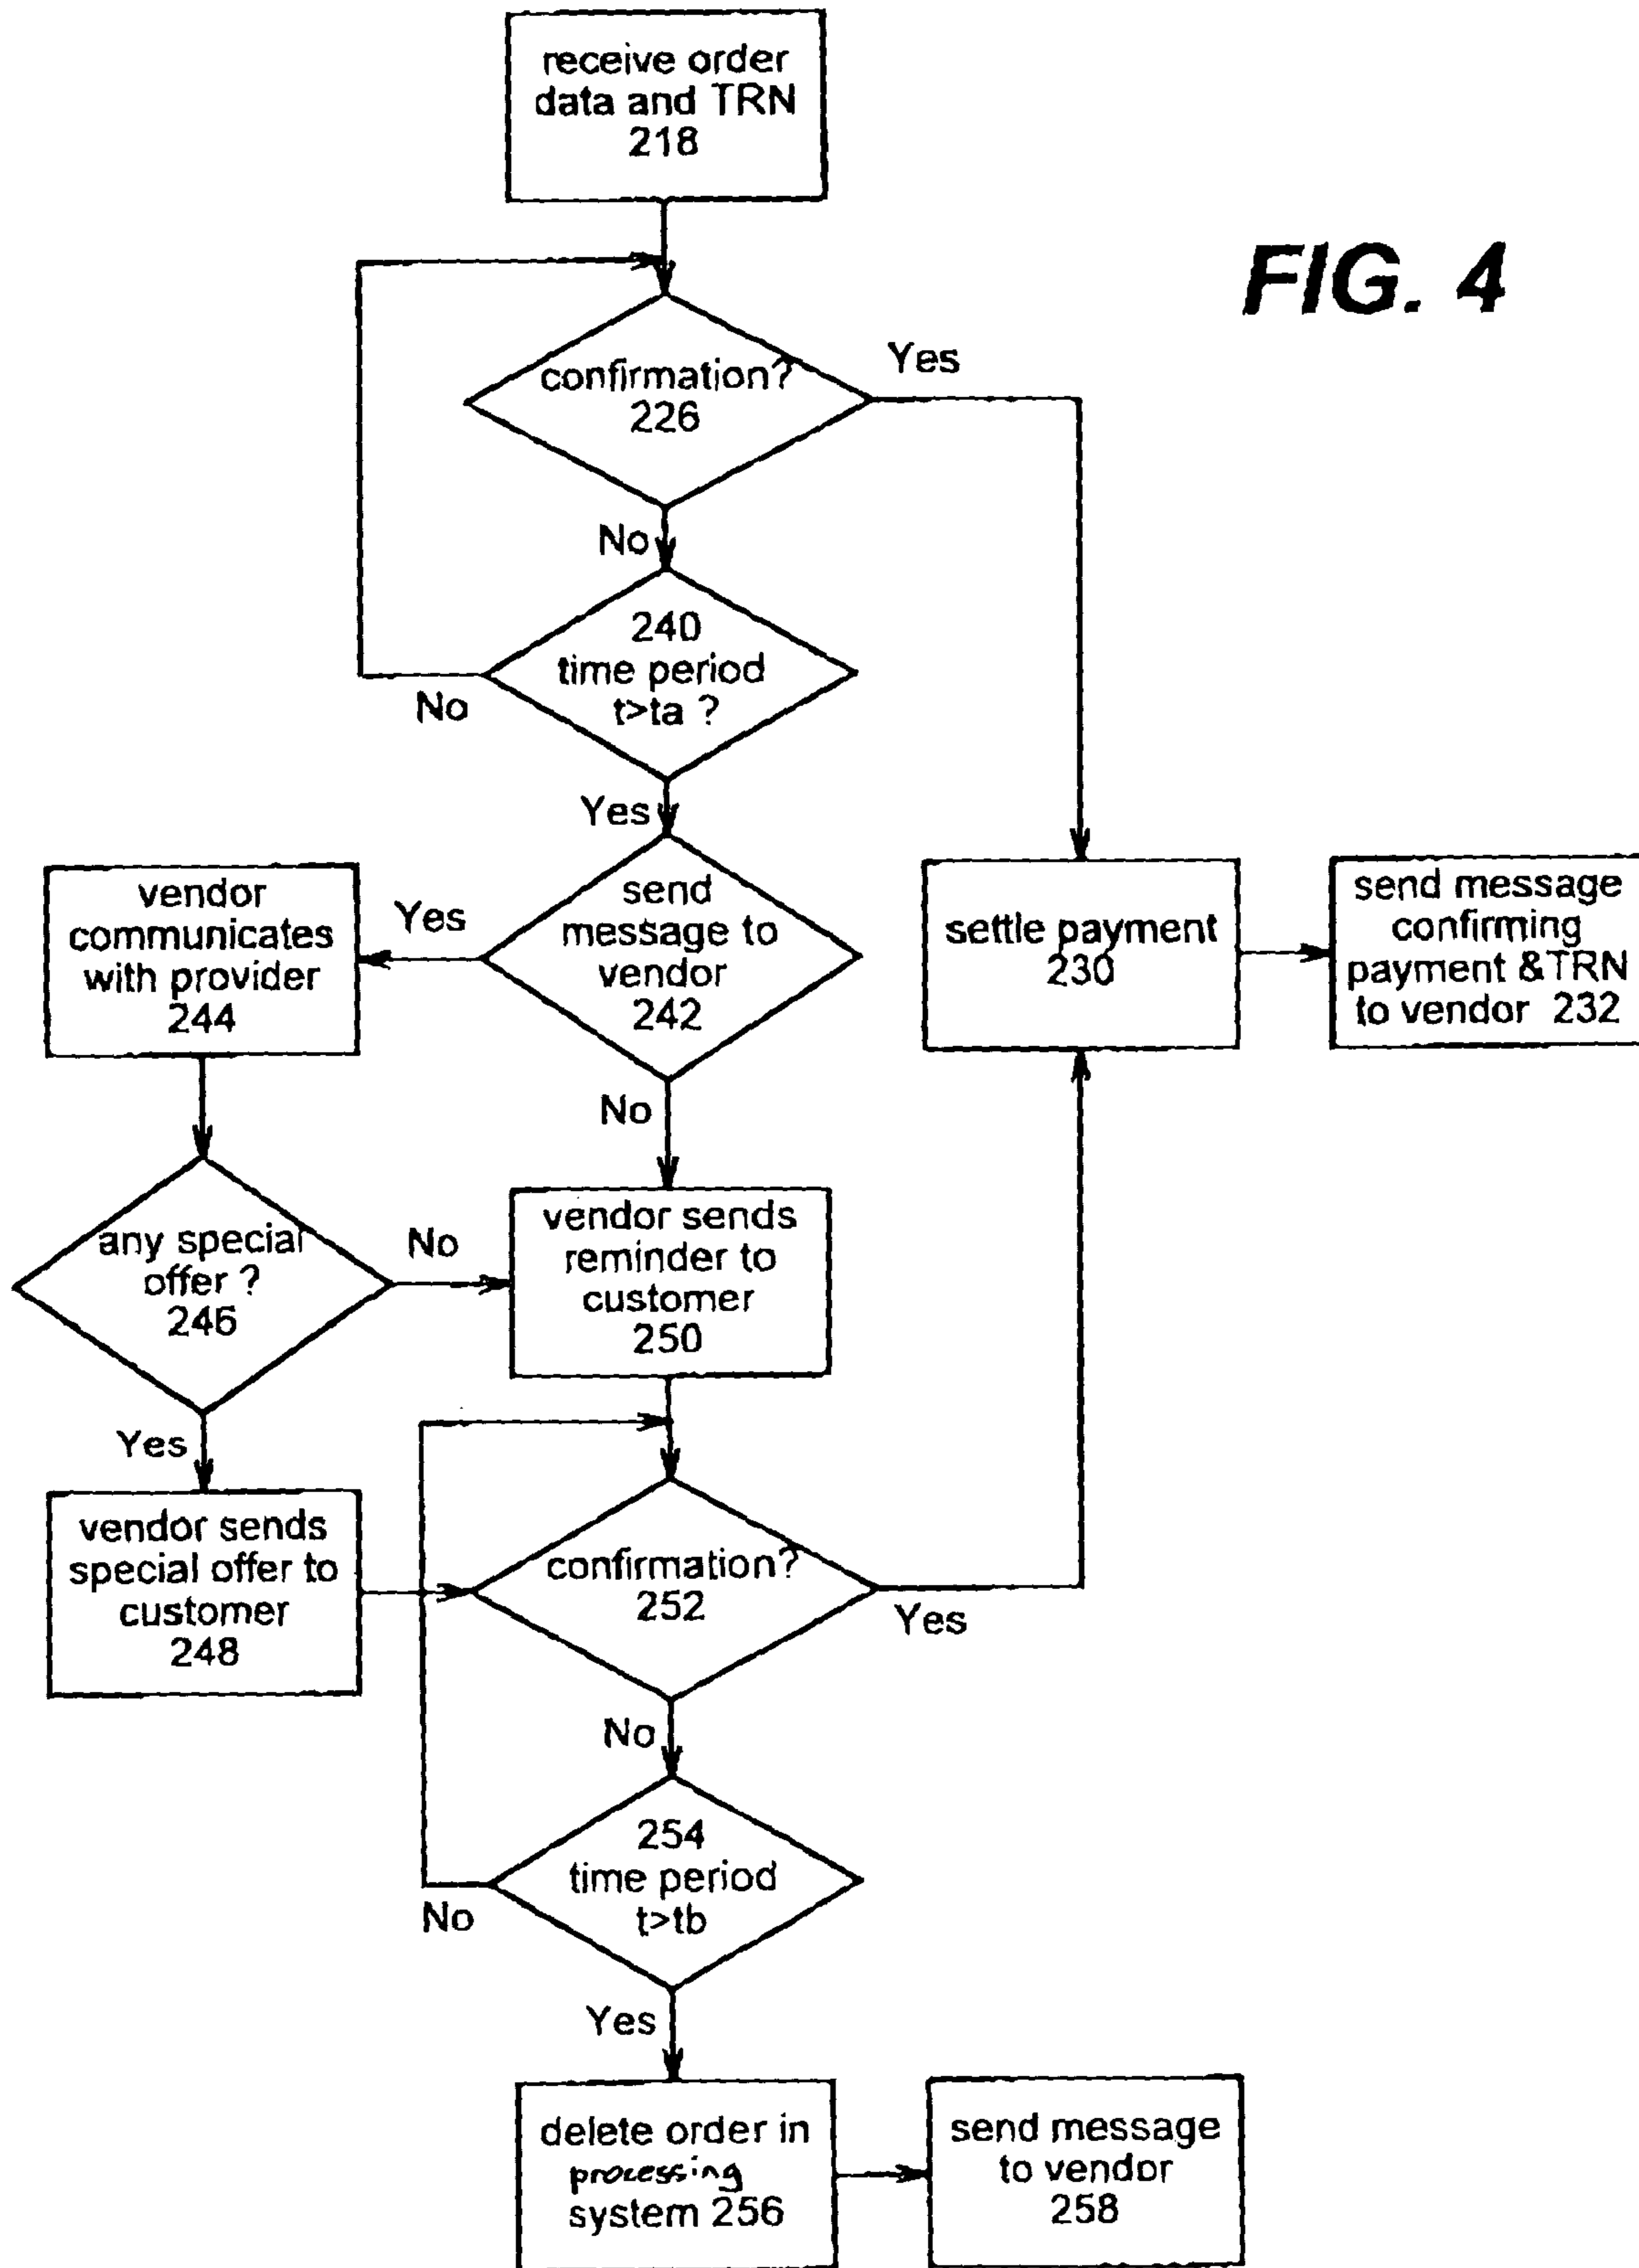 receive order
data and TRN
218
FIG. 4
confirmation?
226
Yes
No
240
time period
t>ta ?
No
Yes
send
message to
vendor
242
Yes
No
vendor
communicates
with provider
244
settle payment
230
send message
confirming
payment &TRN
to vendor 232
any special
offer ?
246
No
Yes
vendor sends
reminder to
customer
250
vendor sends
special offer to
customer
248
confirmation?
252
Yes
No
254
time period
t>tb
No
Yes
delete order in
processing
system 256
send message
to vendor
258